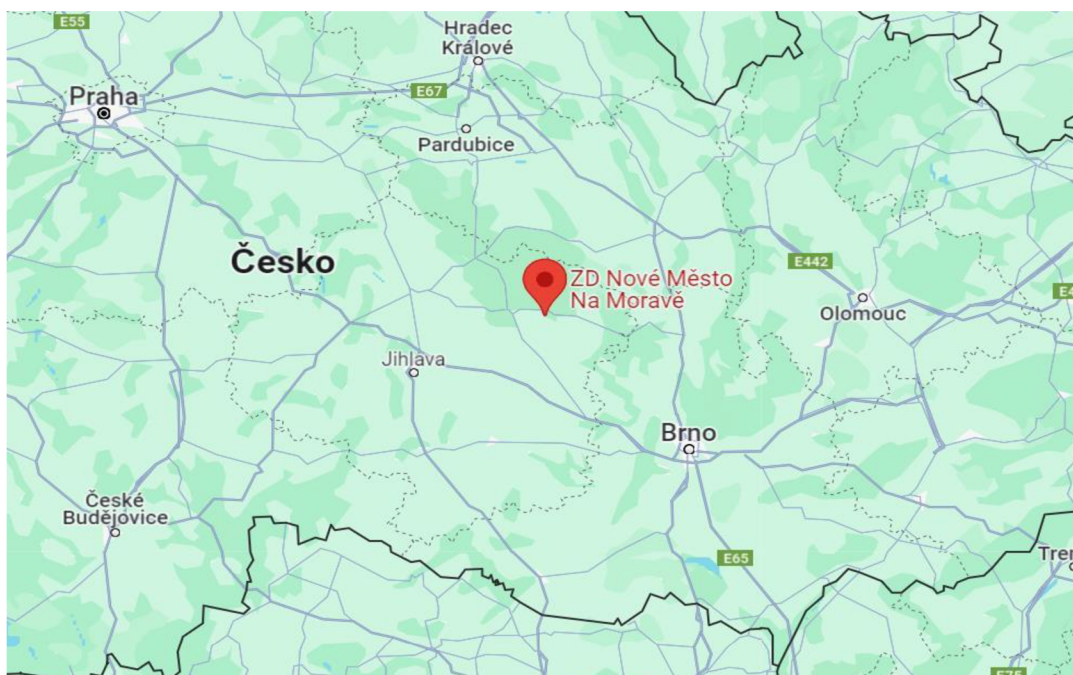 E55
Hradec
Králové
Praha
E67
Pardubice
Česko
ZD Nové Město
Na Moravě
E442
Olomouc
Jihlava
Brno
České
Budějovice
E65